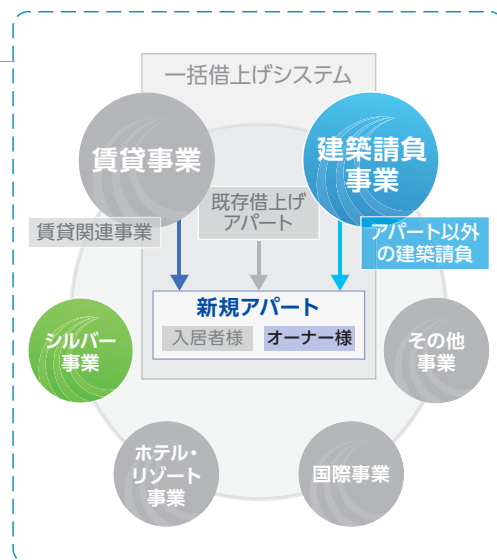 一括借上げシステム
賃貸事業
建築請負
事業
既存借上げ
アパート
賃貸関連事業
アパート以外
の建築請負
新規アパート
入居者様
オーナー様
シルバー
事業
その他
事業
ホテル・
リゾート
事業
国際事業